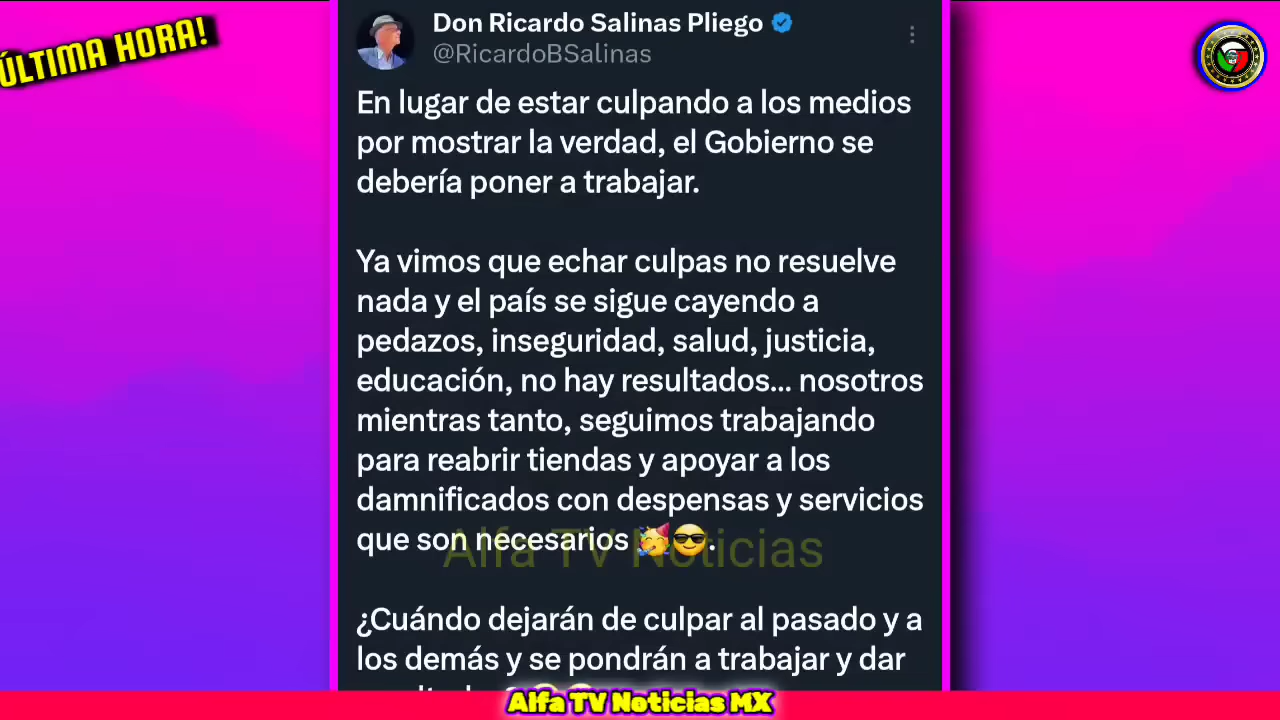 ÚLTIMA HORA!
Don Ricardo Salinas Pliego
@RicardoBSalinas
En lugar de estar culpando a los medios
por mostrar la verdad, el Gobierno se
debería poner a trabajar.
Ya vimos que echar culpas no resuelve
nada y el país se sigue cayendo a
pedazos, inseguridad, salud, justicia,
educación, no hay resultados... nosotros
mientras tanto, seguimos trabajando
para reabrir tiendas y apoyar a los
damnificados con despensas y servicios
que son necesarios 🥳😎.
Alfa TV Noticias
¿Cuándo dejarán de culpar al pasado y a
los demás y se pondrán a trabajar y dar
Alfa TV Noticias MX